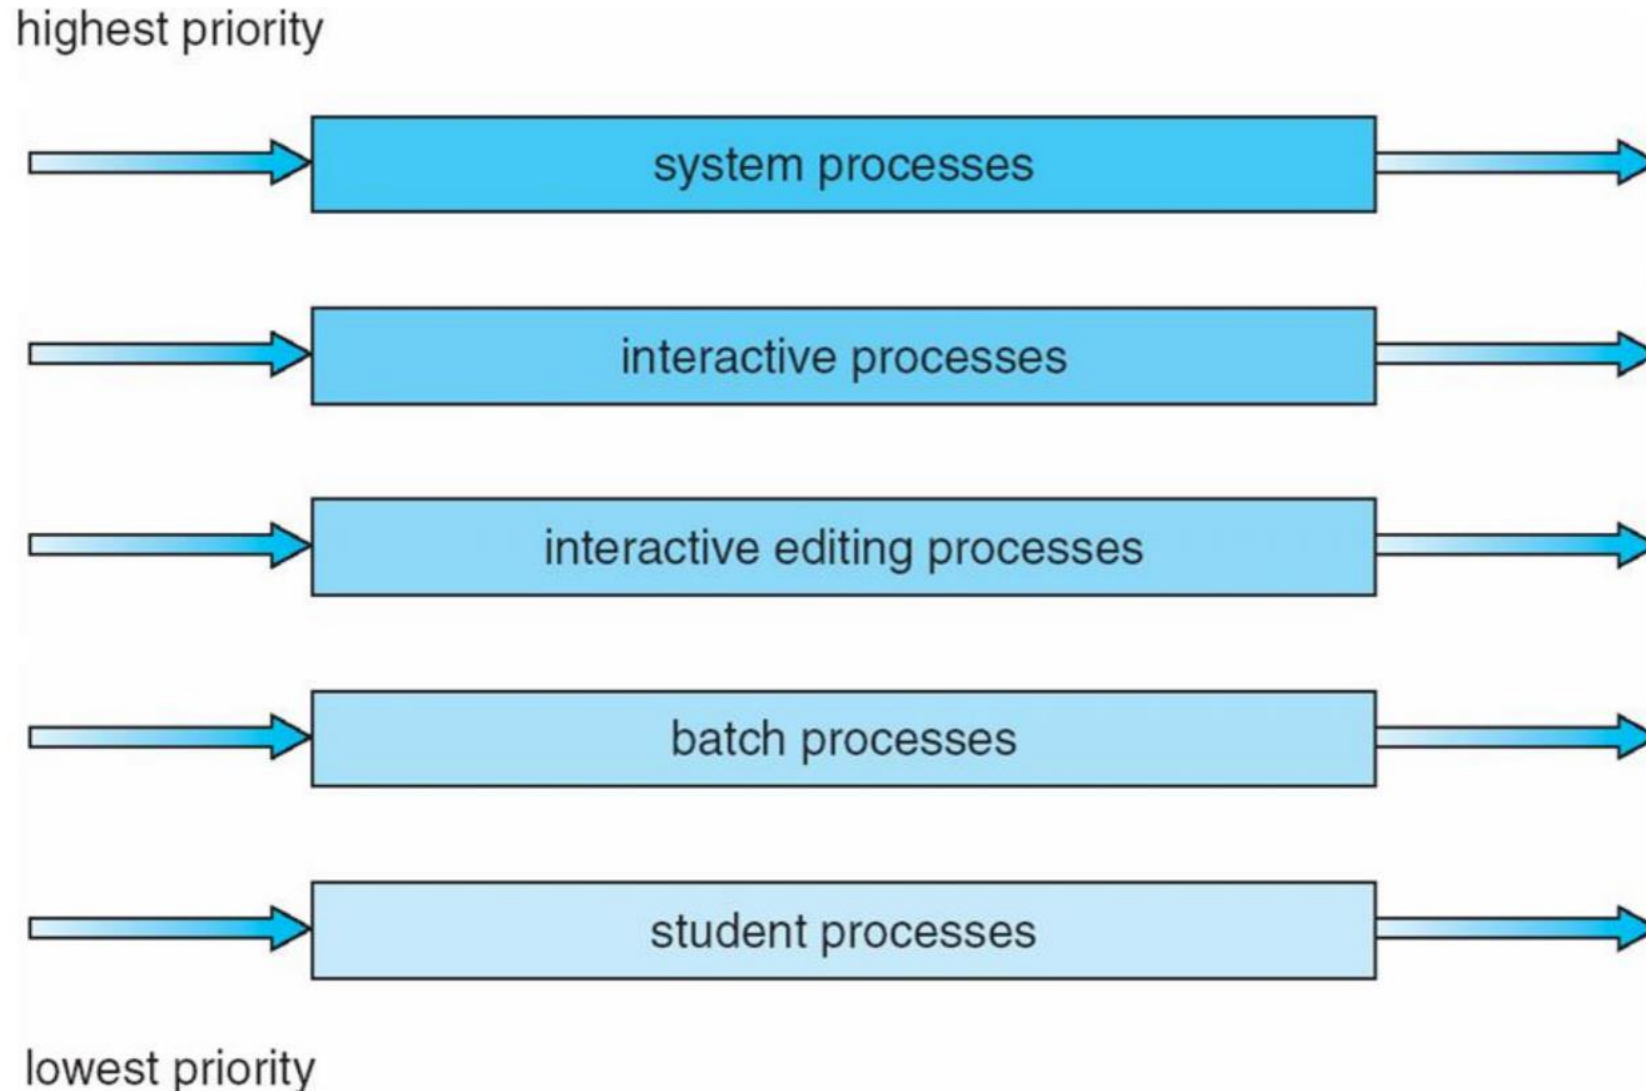 highest priority
system processes
interactive processes
interactive editing processes
batch processes
student processes
lowest priority